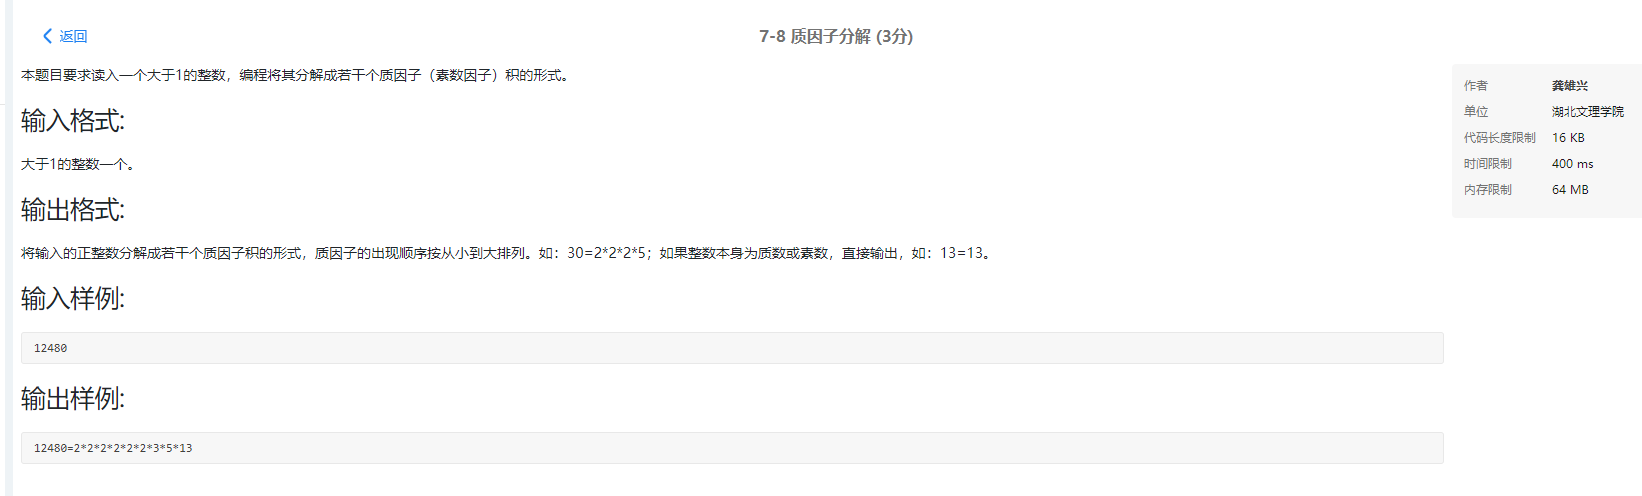 返回
7-8 质因子分解 (3分)
本题目要求读入一个大于1的整数，编程将其分解成若干个质因子（素数因子）积的形式。
作者 龚雄兴
单位 湖北文理学院
代码长度限制 16 KB
时间限制 400 ms
内存限制 64 MB
输入格式:
大于1的整数一个。
输出格式:
将输入的正整数分解成若干个质因子积的形式，质因子的出现顺序按从小到大排列。如：30=2*2*2*5；如果整数本身为质数或素数，直接输出，如：13=13。
输入样例:
12480
输出样例:
12480=2*2*2*2*2*2*3*5*13